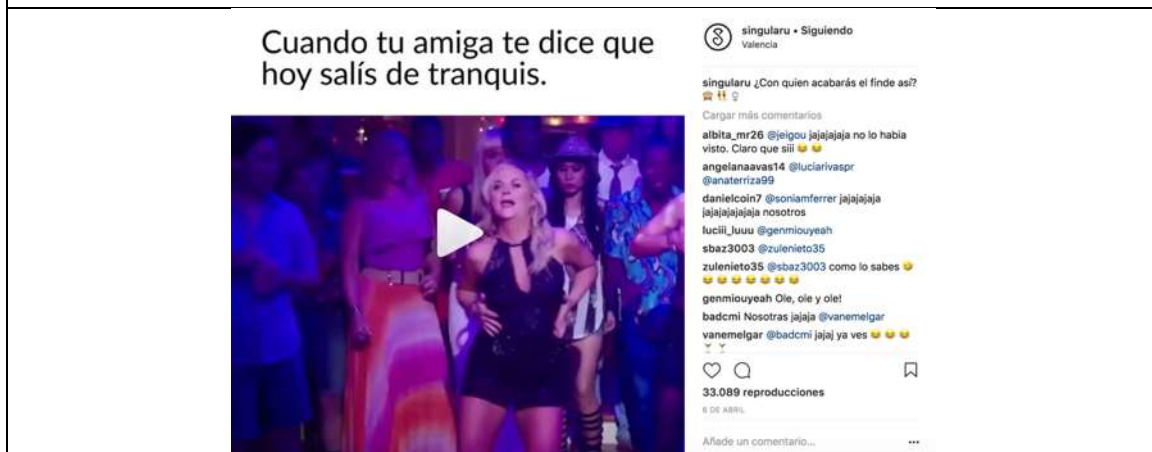 Cuando tu amiga te dice que
hoy salís de tranquis.
singularu • Siguiendo
Valencia
singularu ¿Con quien acabarás el finde así?
Cargar más comentarios
albita_mr26 @jeigou jajajajaja no lo habia
visto. Claro que siii 😂 😂
angelanaavas14 @luciarivaspr
@anaterriza99
danielcoin7 @soniamferrer jajajajaja
jajajajajajaja nosotros
luciii_luuu @genmiouyeah
sbaz3003 @zulenieto35
zulenieto35 @sbaz3003 como lo sabes 🤣
😂 😂 😂 😂 😂 😂 😂
genmiouyeah Ole, ole y ole!
badcmi Nosotras jajaja @vanemelgar
vanemelgar @badcmi jajaj ya ves 😂 😂 😂
33.089 reproducciones
6 DE ABRIL
Añade un comentario...